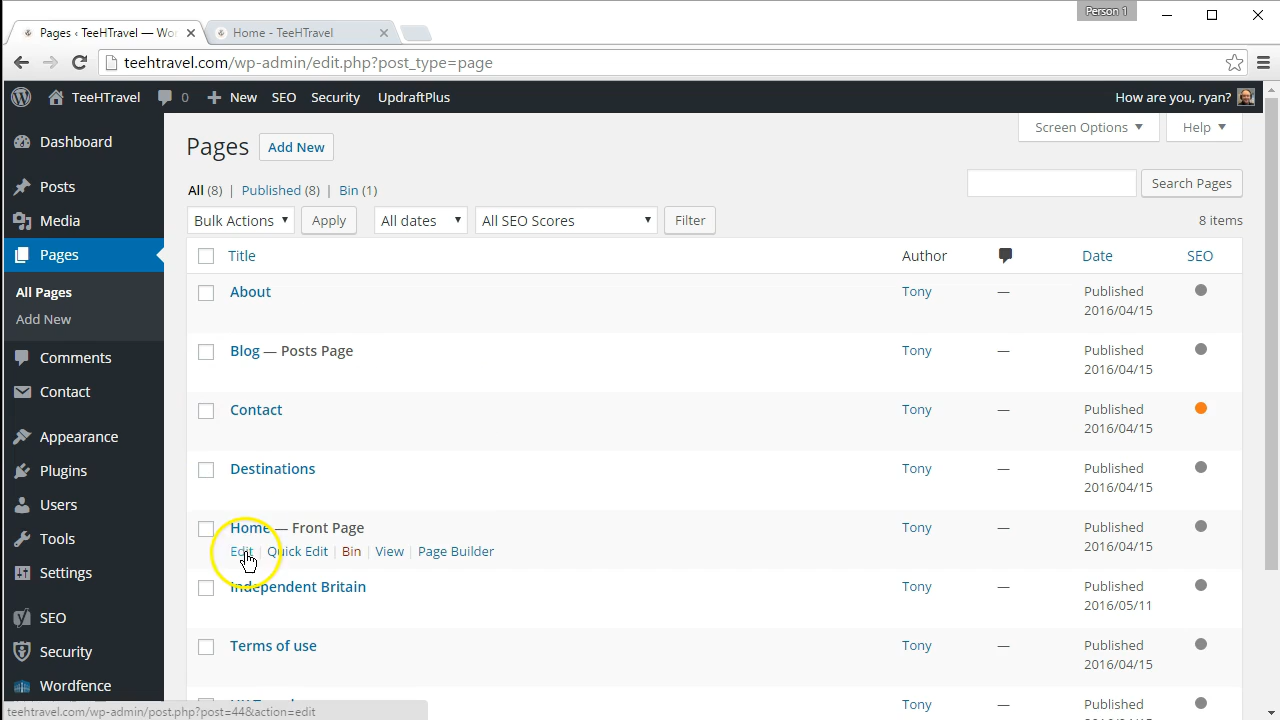 Person 1
Pages ‹ TeeHTravel — Wor
Home - TeeHTravel
teehtravel.com/wp-admin/edit.php?post_type=page
TeeHTravel 0 New SEO Security UpdraftPlus How are you, ryan?
Screen Options Help
Dashboard
Posts
Media
Pages
All Pages
Add New
Comments
Contact
Appearance
Plugins
Users
Tools
Settings
SEO
Security
Wordfence
Pages Add New
All (8) | Published (8) | Bin (1)
Search Pages
Bulk Actions Apply All dates All SEO Scores Filter 8 items
Title Author Date SEO
About Tony — Published
2016/04/15
Blog — Posts Page Tony — Published
2016/04/15
Contact Tony — Published
2016/04/15
Destinations Tony — Published
2016/04/15
Home — Front Page Tony — Published
2016/04/15
Edit | Quick Edit | Bin | View | Page Builder
Independent Britain Tony — Published
2016/05/11
Terms of use Tony — Published
2016/04/15
Tony — Published
teehtravel.com/wp-admin/post.php?post=44&action=edit